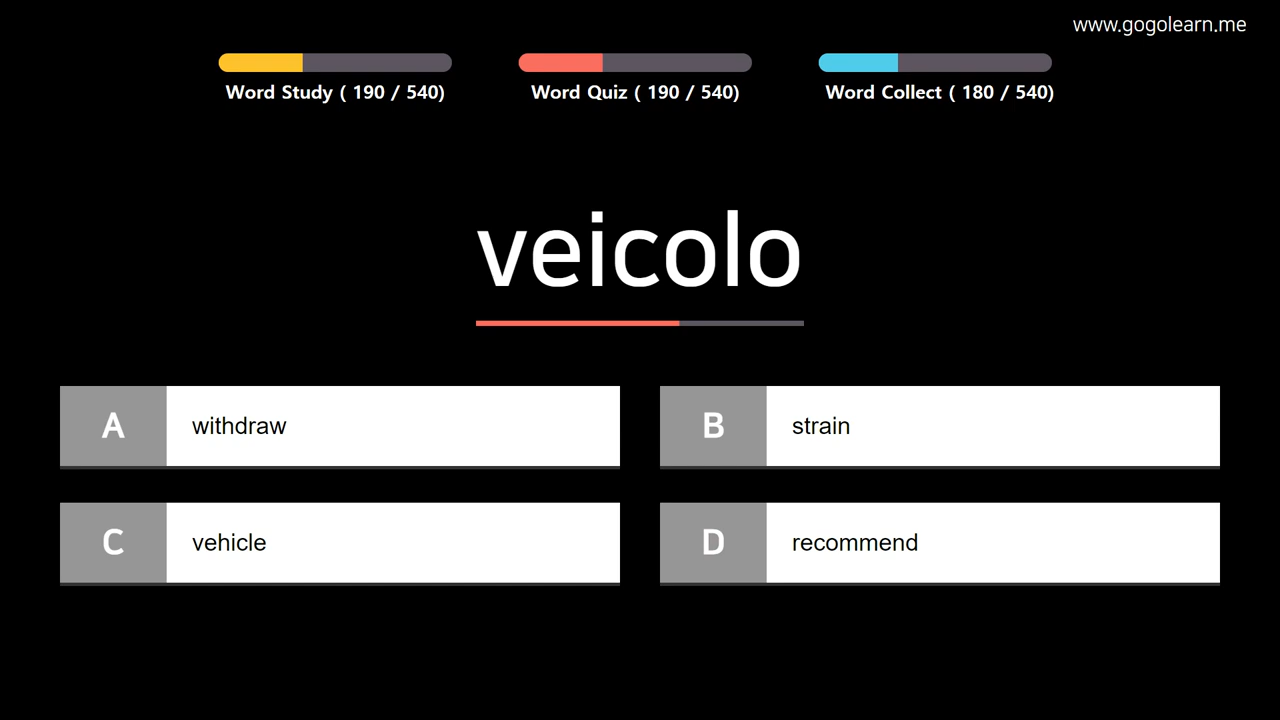 www.gogolearn.me
Word Study ( 190 / 540)
Word Quiz ( 190 / 540)
Word Collect ( 180 / 540)
veicolo
A withdraw
B strain
C vehicle
D recommend